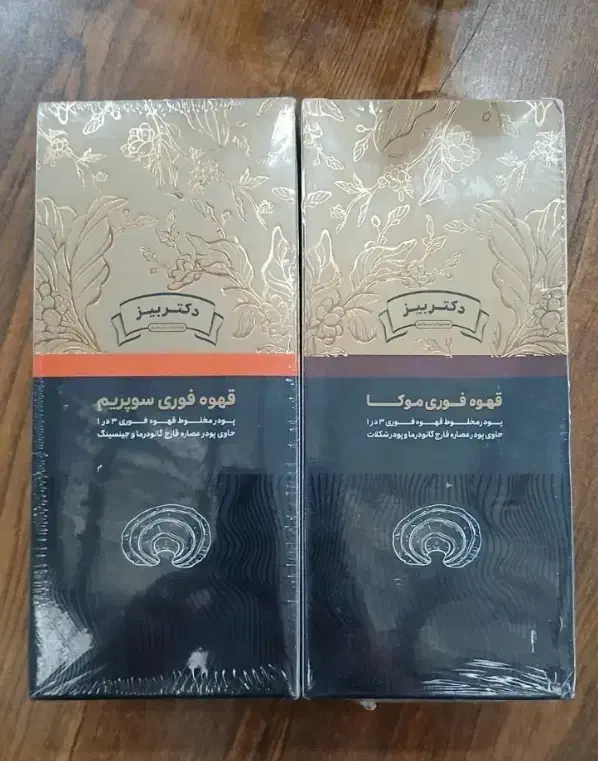 دکتر بیز
قهوه فوری سوپریم
پودر مخلوط قهوه فوری ۳ در ۱
حاوی پودر عصاره قارچ گانودرما و جینسینگ
دکتر بیز
قهوه فوری موکا
پودر مخلوط قهوه فوری ۳ در ۱
حاوی پودر عصاره قارچ گانودرما و پودر شکلات